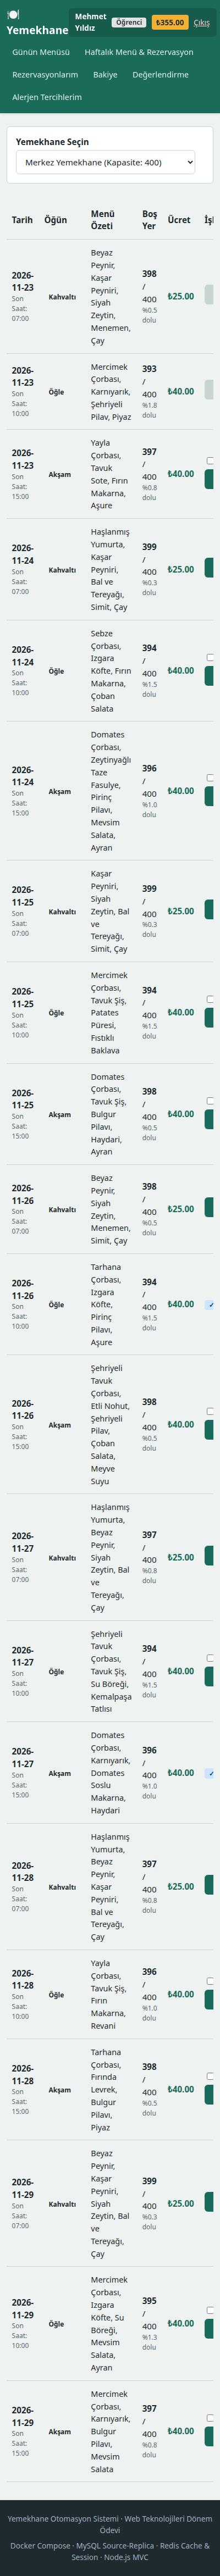 🍽️ Yemekhane
Mehmet Yıldız
Öğrenci
₺355.00
Çıkış
Günün Menüsü
Haftalık Menü & Rezervasyon
Rezervasyonlarım
Bakiye
Değerlendirme
Alerjen Tercihlerim
Yemekhane Seçin
Merkez Yemekhane (Kapasite: 400)
Tarih
Öğün
Menü Özeti
Boş Yer
Ücret
2026-11-23
Son Saat: 07:00
Kahvaltı
Beyaz Peynir, Kaşar Peyniri, Siyah Zeytin, Menemen, Çay
398 / 400
%0.5 dolu
₺25.00
2026-11-23
Son Saat: 10:00
Öğle
Mercimek Çorbası, Karnıyarık, Şehriyeli Pilav, Piyaz
393 / 400
%1.8 dolu
₺40.00
2026-11-23
Son Saat: 15:00
Akşam
Yayla Çorbası, Tavuk Sote, Fırın Makarna, Aşure
397 / 400
%0.8 dolu
₺40.00
2026-11-24
Son Saat: 07:00
Kahvaltı
Haşlanmış Yumurta, Kaşar Peyniri, Bal ve Tereyağı, Simit, Çay
399 / 400
%0.3 dolu
₺25.00
2026-11-24
Son Saat: 10:00
Öğle
Sebze Çorbası, Izgara Köfte, Fırın Makarna, Çoban Salata
394 / 400
%1.5 dolu
₺40.00
2026-11-24
Son Saat: 15:00
Akşam
Domates Çorbası, Zeytinyağlı Taze Fasulye, Pirinç Pilavı, Mevsim Salata, Ayran
396 / 400
%1.0 dolu
₺40.00
2026-11-25
Son Saat: 07:00
Kahvaltı
Kaşar Peyniri, Siyah Zeytin, Bal ve Tereyağı, Simit, Çay
399 / 400
%0.3 dolu
₺25.00
2026-11-25
Son Saat: 10:00
Öğle
Mercimek Çorbası, Tavuk Şiş, Patates Püresi, Fıstıklı Baklava
394 / 400
%1.5 dolu
₺40.00
2026-11-25
Son Saat: 15:00
Akşam
Domates Çorbası, Tavuk Şiş, Bulgur Pilavı, Haydari, Ayran
398 / 400
%0.5 dolu
₺40.00
2026-11-26
Son Saat: 07:00
Kahvaltı
Beyaz Peynir, Siyah Zeytin, Menemen, Simit, Çay
398 / 400
%0.5 dolu
₺25.00
2026-11-26
Son Saat: 10:00
Öğle
Tarhana Çorbası, Izgara Köfte, Pirinç Pilavı, Aşure
394 / 400
%1.5 dolu
₺40.00
✓
2026-11-26
Son Saat: 15:00
Akşam
Şehriyeli Tavuk Çorbası, Etli Nohut, Şehriyeli Pilav, Çoban Salata, Meyve Suyu
398 / 400
%0.5 dolu
₺40.00
2026-11-27
Son Saat: 07:00
Kahvaltı
Haşlanmış Yumurta, Beyaz Peynir, Siyah Zeytin, Bal ve Tereyağı, Çay
397 / 400
%0.8 dolu
₺25.00
2026-11-27
Son Saat: 10:00
Öğle
Şehriyeli Tavuk Çorbası, Tavuk Şiş, Su Böreği, Kemalpaşa Tatlısı
394 / 400
%1.5 dolu
₺40.00
2026-11-27
Son Saat: 15:00
Akşam
Domates Çorbası, Karnıyarık, Domates Soslu Makarna, Haydari
396 / 400
%1.0 dolu
₺40.00
✓
2026-11-28
Son Saat: 07:00
Kahvaltı
Haşlanmış Yumurta, Beyaz Peynir, Kaşar Peyniri, Bal ve Tereyağı, Çay
397 / 400
%0.8 dolu
₺25.00
2026-11-28
Son Saat: 10:00
Öğle
Yayla Çorbası, Tavuk Şiş, Fırın Makarna, Revani
396 / 400
%1.0 dolu
₺40.00
2026-11-28
Son Saat: 15:00
Akşam
Tarhana Çorbası, Fırında Levrek, Bulgur Pilavı, Piyaz
398 / 400
%0.5 dolu
₺40.00
2026-11-29
Son Saat: 07:00
Kahvaltı
Beyaz Peynir, Kaşar Peyniri, Siyah Zeytin, Bal ve Tereyağı, Çay
399 / 400
%0.3 dolu
₺25.00
2026-11-29
Son Saat: 10:00
Öğle
Mercimek Çorbası, Izgara Köfte, Su Böreği, Mevsim Salata, Ayran
395 / 400
%1.3 dolu
₺40.00
2026-11-29
Son Saat: 15:00
Akşam
Mercimek Çorbası, Karnıyarık, Bulgur Pilavı, Mevsim Salata
397 / 400
%0.8 dolu
₺40.00
Yemekhane Otomasyon Sistemi · Web Teknolojileri Dönem Ödevi
Docker Compose · MySQL Source-Replica · Redis Cache & Session · Node.js MVC